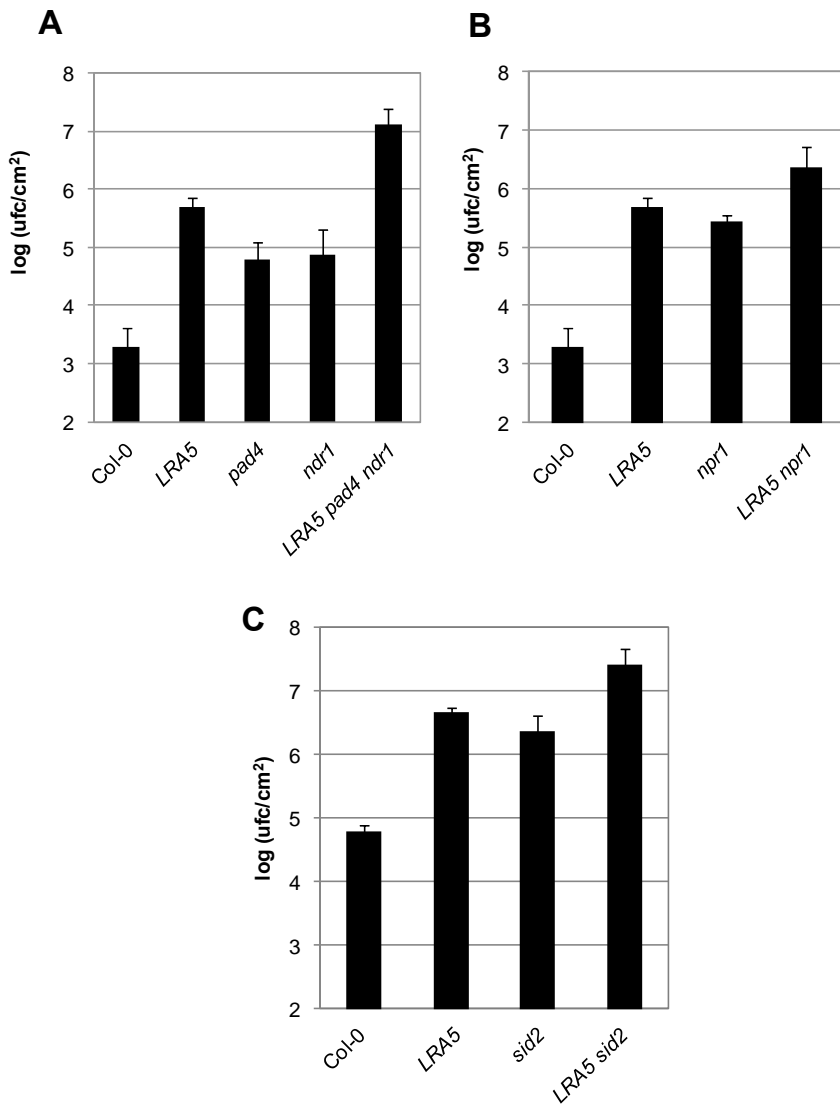 A
8
7
6
5
4
3
2
log (ufc/cm²)
Col-0
LRA5
pad4
ndr1
LRA5 pad4 ndr1
B
8
7
6
5
4
3
2
log (ufc/cm²)
Col-0
LRA5
npr1
LRA5 npr1
C
8
7
6
5
4
3
2
log (ufc/cm²)
Col-0
LRA5
sid2
LRA5 sid2